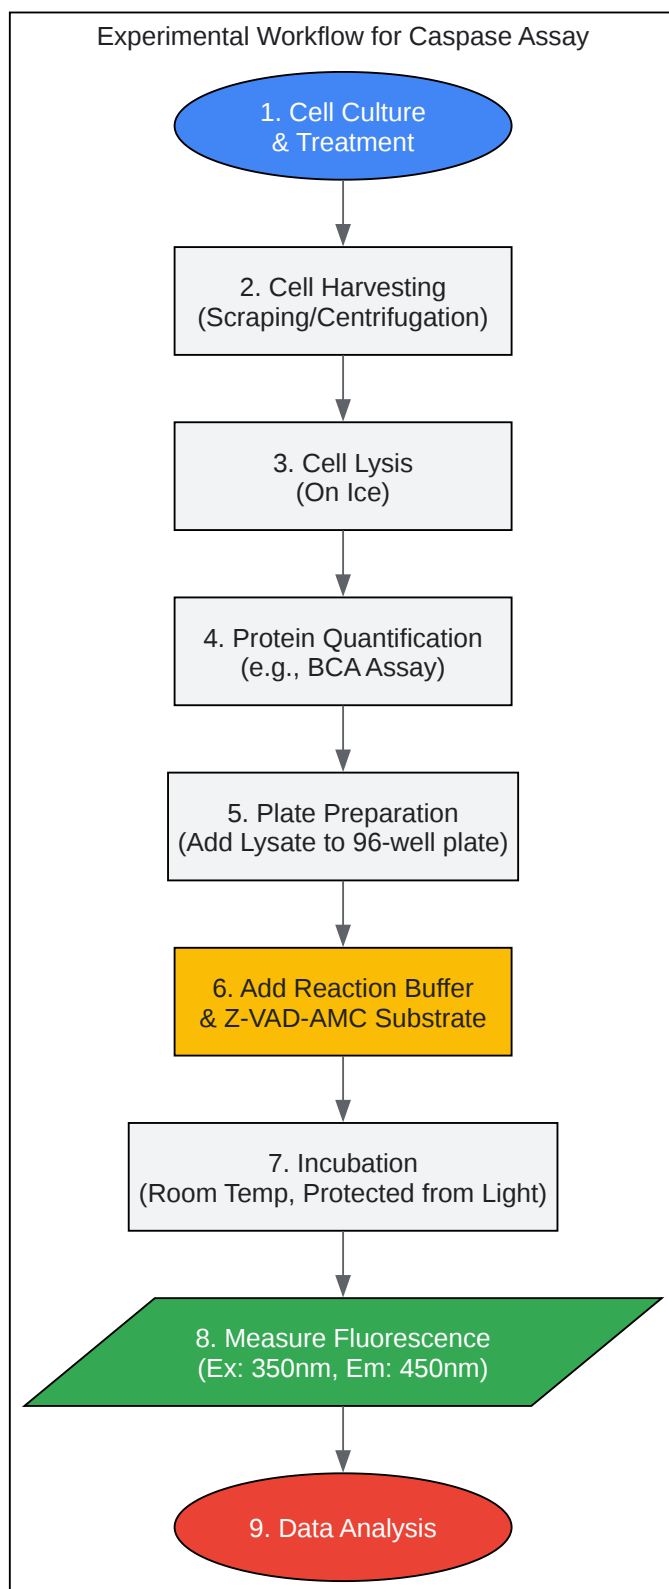 Experimental Workflow for Caspase Assay
1. Cell Culture
& Treatment
2. Cell Harvesting
(Scraping/Centrifugation)
3. Cell Lysis
(On Ice)
4. Protein Quantification
(e.g., BCA Assay)
5. Plate Preparation
(Add Lysate to 96-well plate)
6. Add Reaction Buffer
& Z-VAD-AMC Substrate
7. Incubation
(Room Temp, Protected from Light)
8. Measure Fluorescence
(Ex: 350nm, Em: 450nm)
9. Data Analysis